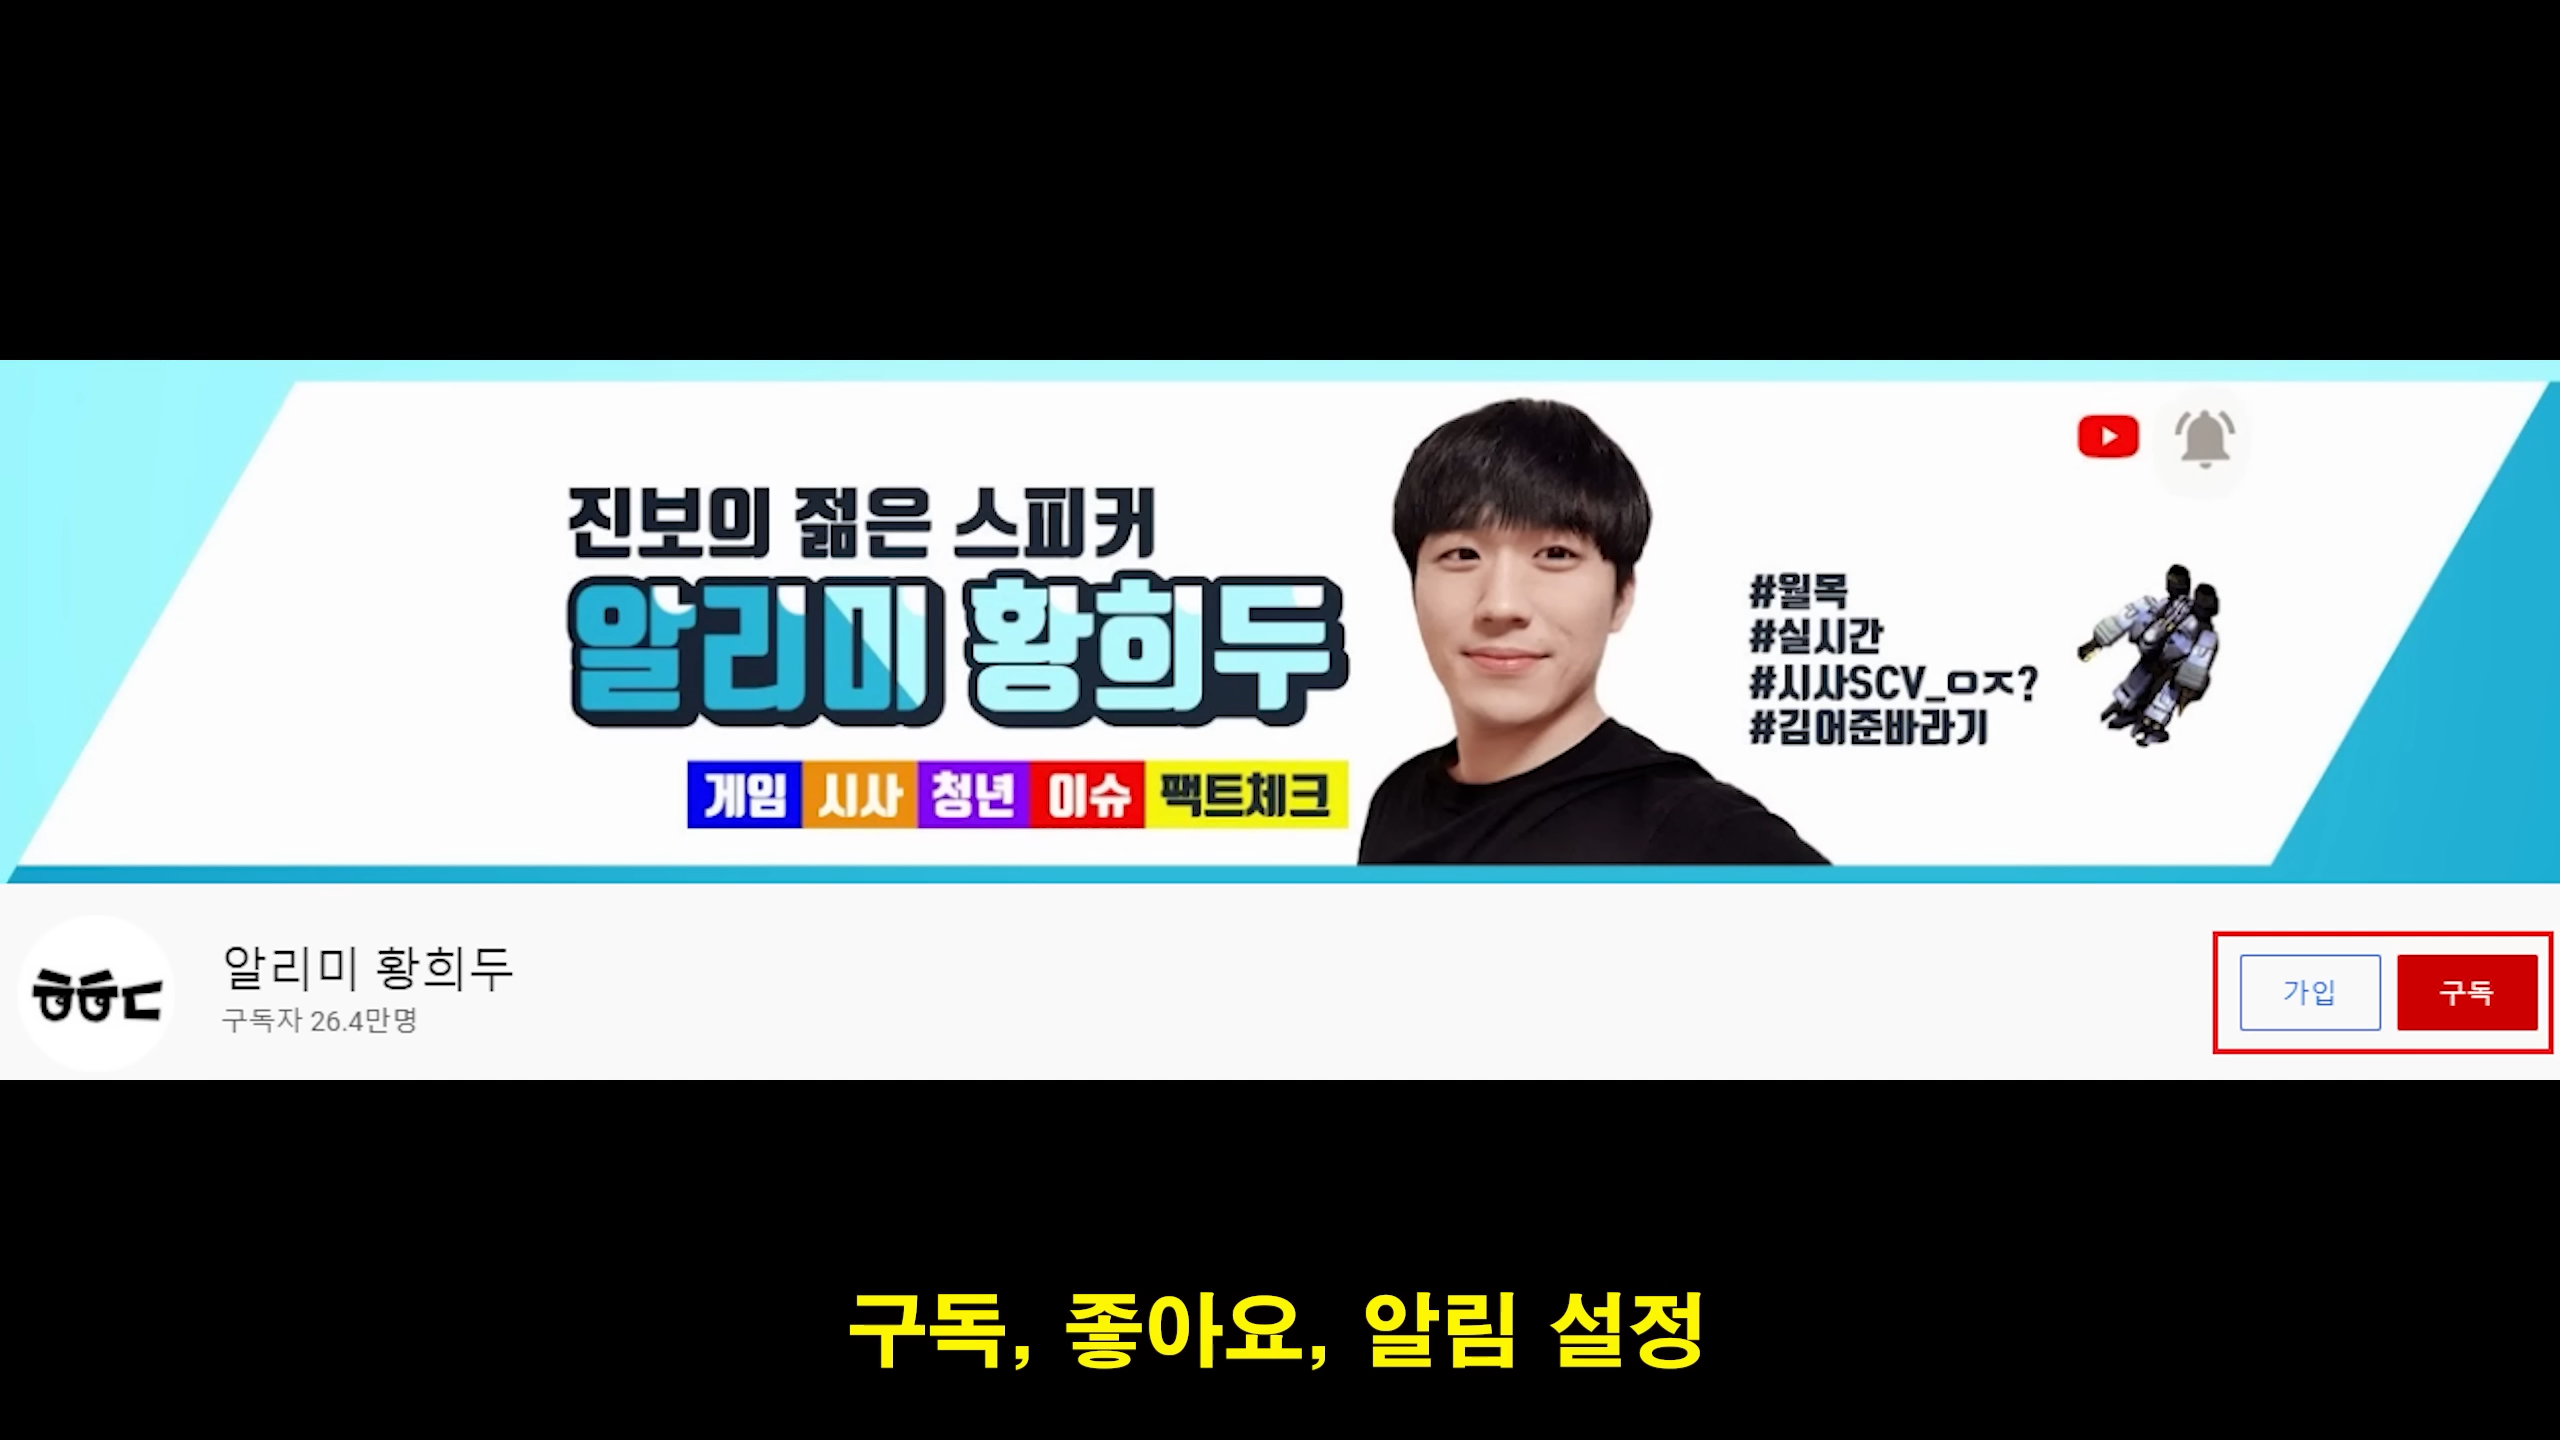 진보의 젊은 스피커
알리미 황희두
게임 시사 청년 이슈 팩트체크
#월목
#실시간
#시사SCV_ㅇㅈ?
#김어준바라기
ㅎㅎㄷ
알리미 황희두
구독자 26.4만명
가입
구독
구독, 좋아요, 알림 설정